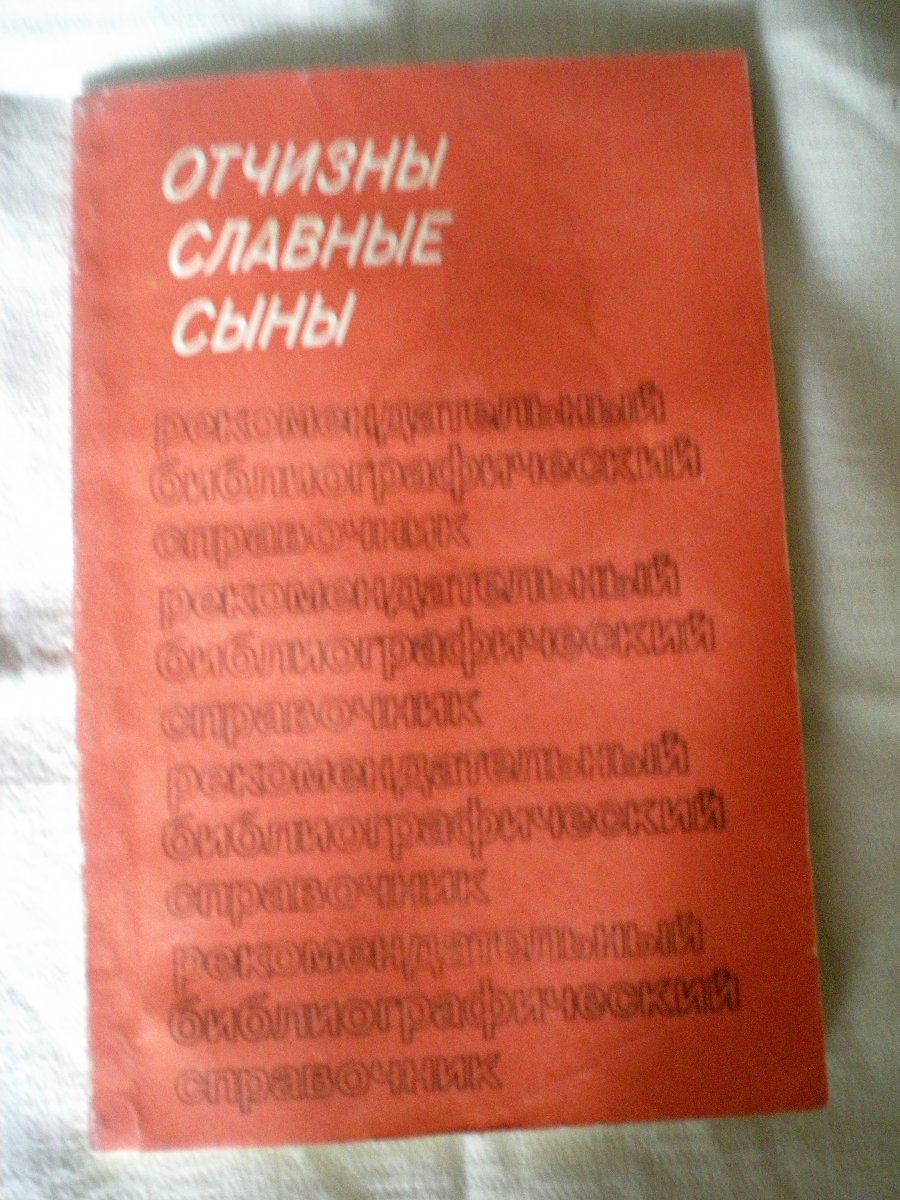 ОТЧИЗНЫ
СЛАВНЫЕ
СЫНЫ
рекомендательный
библиографический
справочник
рекомендательный
библиографический
справочник
рекомендательный
библиографический
справочник
рекомендательный
библиографический
справочник